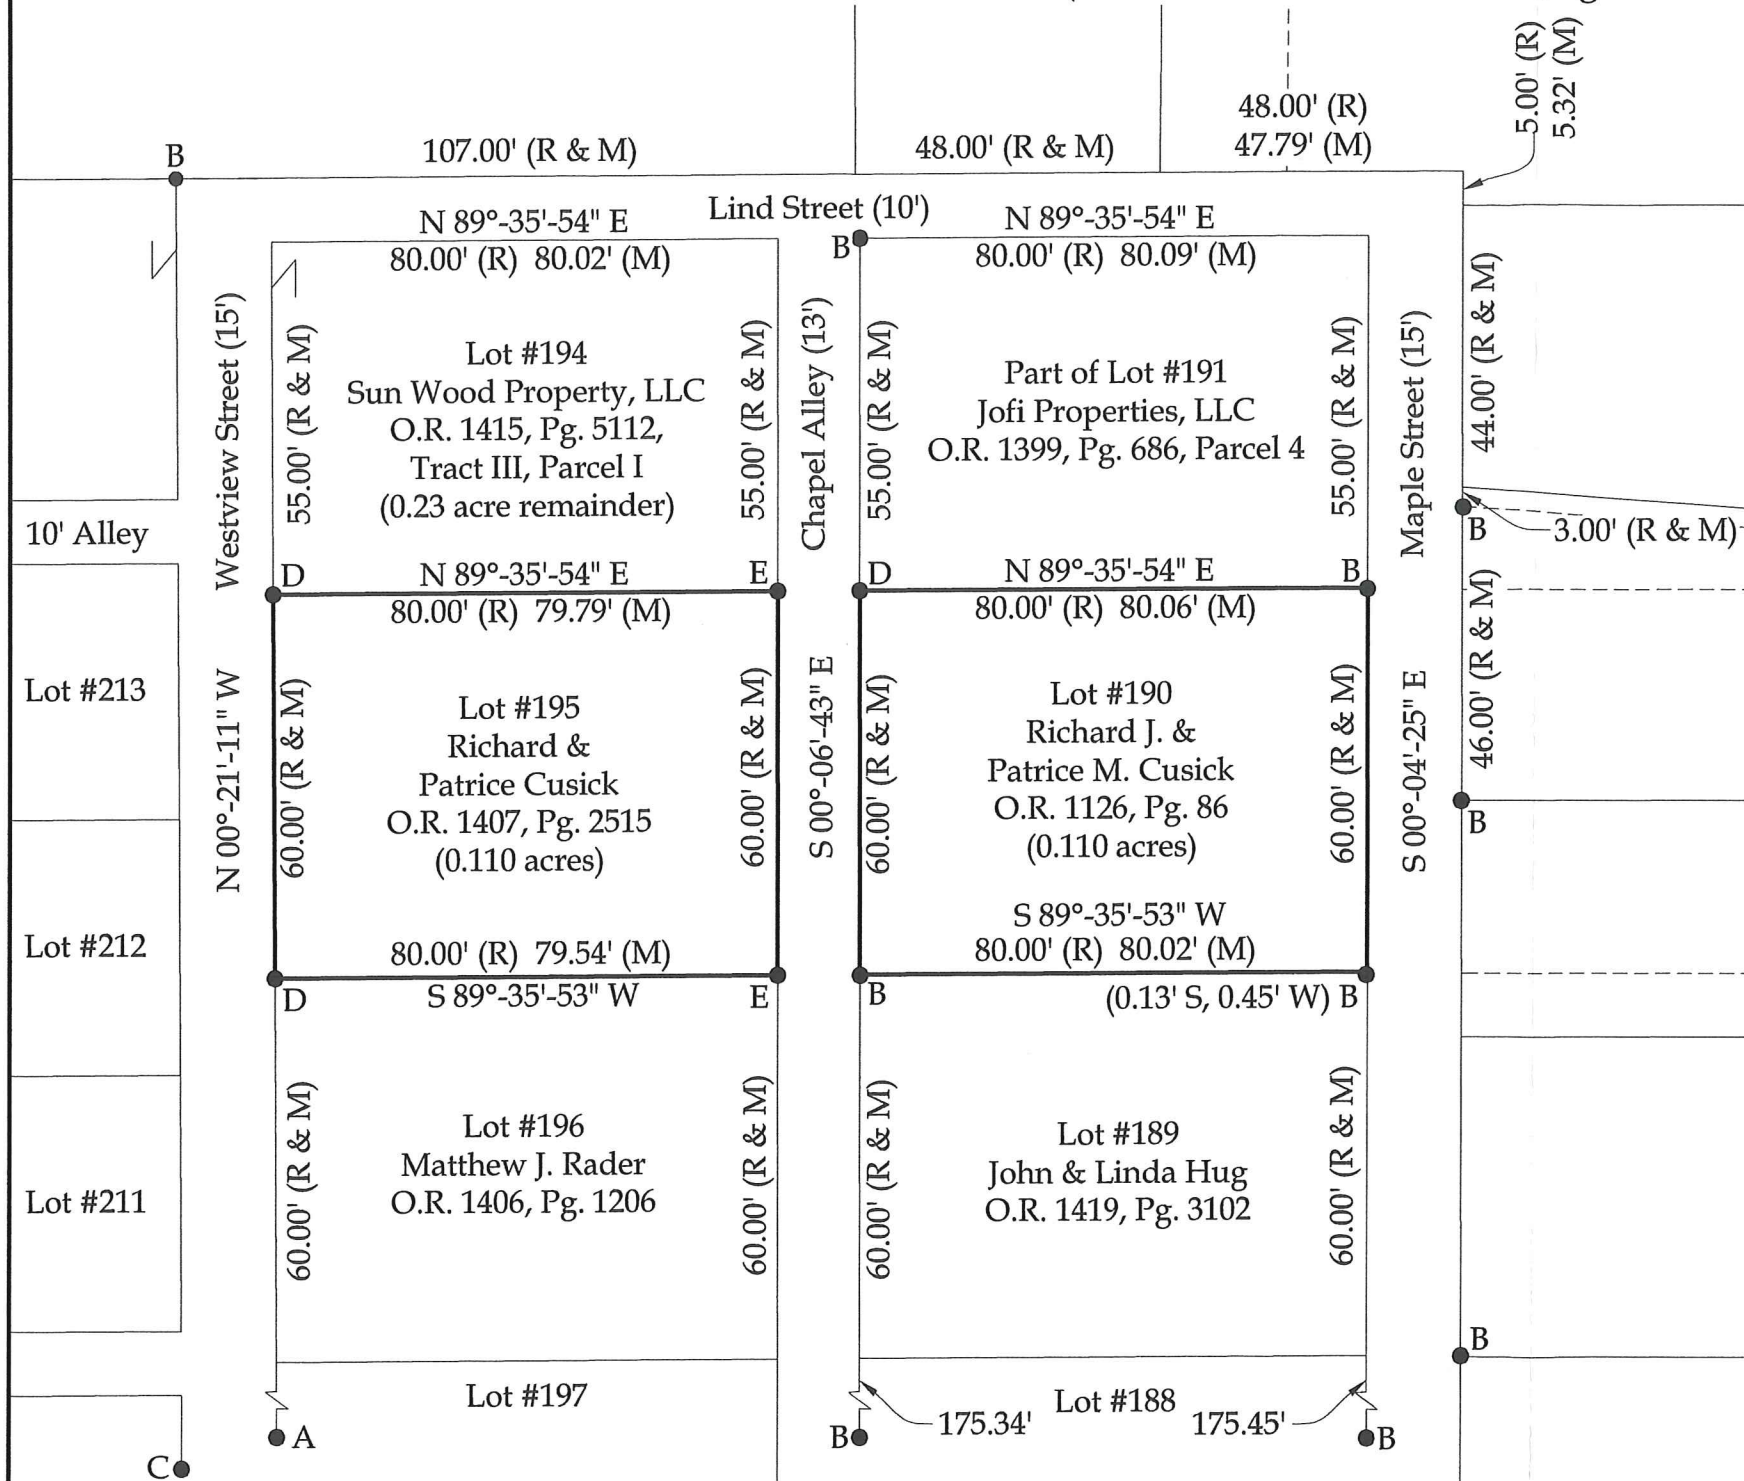 5.00' (R)
5.32' (M)
48.00' (R)
47.79' (M)
B
107.00' (R & M)
48.00' (R & M)
Lind Street (10')
N 89°-35'-54" E
80.00' (R) 80.02' (M)
B
N 89°-35'-54" E
80.00' (R) 80.09' (M)
Westview Street (15')
55.00' (R & M)
Lot #194
Sun Wood Property, LLC
O.R. 1415, Pg. 5112,
Tract III, Parcel I
(0.23 acre remainder)
55.00' (R & M)
Chapel Alley (13')
55.00' (R & M)
Part of Lot #191
Jofi Properties, LLC
O.R. 1399, Pg. 686, Parcel 4
55.00' (R & M)
Maple Street (15')
44.00' (R & M)
10' Alley
B
3.00' (R & M)
D
N 89°-35'-54" E
E
80.00' (R) 79.79' (M)
D
N 89°-35'-54" E
B
80.00' (R) 80.06' (M)
Lot #213
N 00°-21'-11" W
60.00' (R & M)
Lot #195
Richard &
Patrice Cusick
O.R. 1407, Pg. 2515
(0.110 acres)
60.00' (R & M)
S 00°-06'-43" E
60.00' (R & M)
Lot #190
Richard J. &
Patrice M. Cusick
O.R. 1126, Pg. 86
(0.110 acres)
60.00' (R & M)
S 00°-04'-25" E
46.00' (R & M)
B
Lot #212
80.00' (R) 79.54' (M)
D
S 89°-35'-53" W
E
S 89°-35'-53" W
80.00' (R) 80.02' (M)
B
(0.13' S, 0.45' W) B
Lot #211
60.00' (R & M)
Lot #196
Matthew J. Rader
O.R. 1406, Pg. 1206
60.00' (R & M)
60.00' (R & M)
Lot #189
John & Linda Hug
O.R. 1419, Pg. 3102
60.00' (R & M)
B
Lot #197
A
C
B
175.34'
Lot #188
175.45'
B